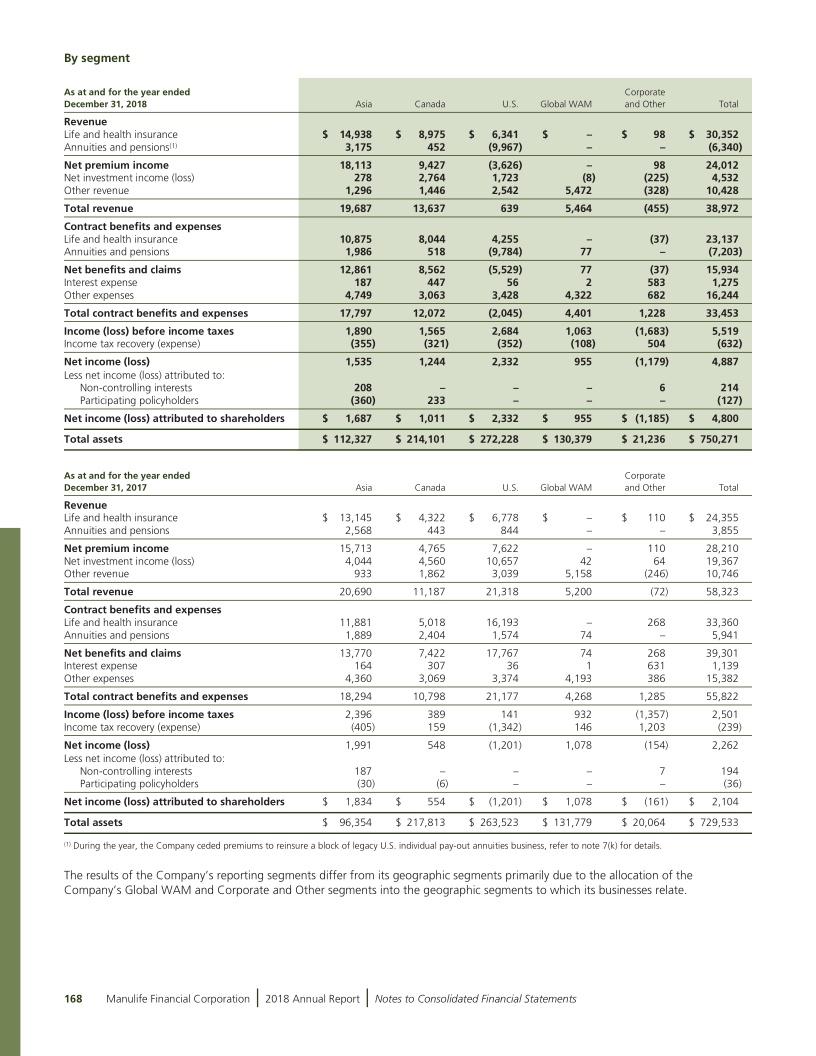 By segment
As at and for the year ended
December 31, 2018 Asia Canada U.S. Global WAM Corporate and Other Total
Revenue
Life and health insurance $ 14,938 $ 8,975 $ 6,341 $ – $ 98 $ 30,352
Annuities and pensions(1) 3,175 452 (9,967) – – (6,340)
Net premium income 18,113 9,427 (3,626) – 98 24,012
Net investment income (loss) 278 2,764 1,723 (8) (225) 4,532
Other revenue 1,296 1,446 2,542 5,472 (328) 10,428
Total revenue 19,687 13,637 639 5,464 (455) 38,972
Contract benefits and expenses
Life and health insurance 10,875 8,044 4,255 – (37) 23,137
Annuities and pensions 1,986 518 (9,784) 77 – (7,203)
Net benefits and claims 12,861 8,562 (5,529) 77 (37) 15,934
Interest expense 187 447 56 2 583 1,275
Other expenses 4,749 3,063 3,428 4,322 682 16,244
Total contract benefits and expenses 17,797 12,072 (2,045) 4,401 1,228 33,453
Income (loss) before income taxes 1,890 1,565 2,684 1,063 (1,683) 5,519
Income tax recovery (expense) (355) (321) (352) (108) 504 (632)
Net income (loss) 1,535 1,244 2,332 955 (1,179) 4,887
Less net income (loss) attributed to:
Non-controlling interests 208 – – – 6 214
Participating policyholders (360) 233 – – – (127)
Net income (loss) attributed to shareholders $ 1,687 $ 1,011 $ 2,332 $ 955 $ (1,185) $ 4,800
Total assets $ 112,327 $ 214,101 $ 272,228 $ 130,379 $ 21,236 $ 750,271
As at and for the year ended
December 31, 2017 Asia Canada U.S. Global WAM Corporate and Other Total
Revenue
Life and health insurance $ 13,145 $ 4,322 $ 6,778 $ – $ 110 $ 24,355
Annuities and pensions 2,568 443 844 – – 3,855
Net premium income 15,713 4,765 7,622 – 110 28,210
Net investment income (loss) 4,044 4,560 10,657 42 64 19,367
Other revenue 933 1,862 3,039 5,158 (246) 10,746
Total revenue 20,690 11,187 21,318 5,200 (72) 58,323
Contract benefits and expenses
Life and health insurance 11,881 5,018 16,193 – 268 33,360
Annuities and pensions 1,889 2,404 1,574 74 – 5,941
Net benefits and claims 13,770 7,422 17,767 74 268 39,301
Interest expense 164 307 36 1 631 1,139
Other expenses 4,360 3,069 3,374 4,193 386 15,382
Total contract benefits and expenses 18,294 10,798 21,177 4,268 1,285 55,822
Income (loss) before income taxes 2,396 389 141 932 (1,357) 2,501
Income tax recovery (expense) (405) 159 (1,342) 146 1,203 (239)
Net income (loss) 1,991 548 (1,201) 1,078 (154) 2,262
Less net income (loss) attributed to:
Non-controlling interests 187 – – – 7 194
Participating policyholders (30) (6) – – – (36)
Net income (loss) attributed to shareholders $ 1,834 $ 554 $ (1,201) $ 1,078 $ (161) $ 2,104
Total assets $ 96,354 $ 217,813 $ 263,523 $ 131,779 $ 20,064 $ 729,533
(1) During the year, the Company ceded premiums to reinsure a block of legacy U.S. individual pay-out annuities business, refer to note 7(k) for details.
The results of the Company's reporting segments differ from its geographic segments primarily due to the allocation of the
Company's Global WAM and Corporate and Other segments into the geographic segments to which its businesses relate.
168 Manulife Financial Corporation | 2018 Annual Report | Notes to Consolidated Financial Statements